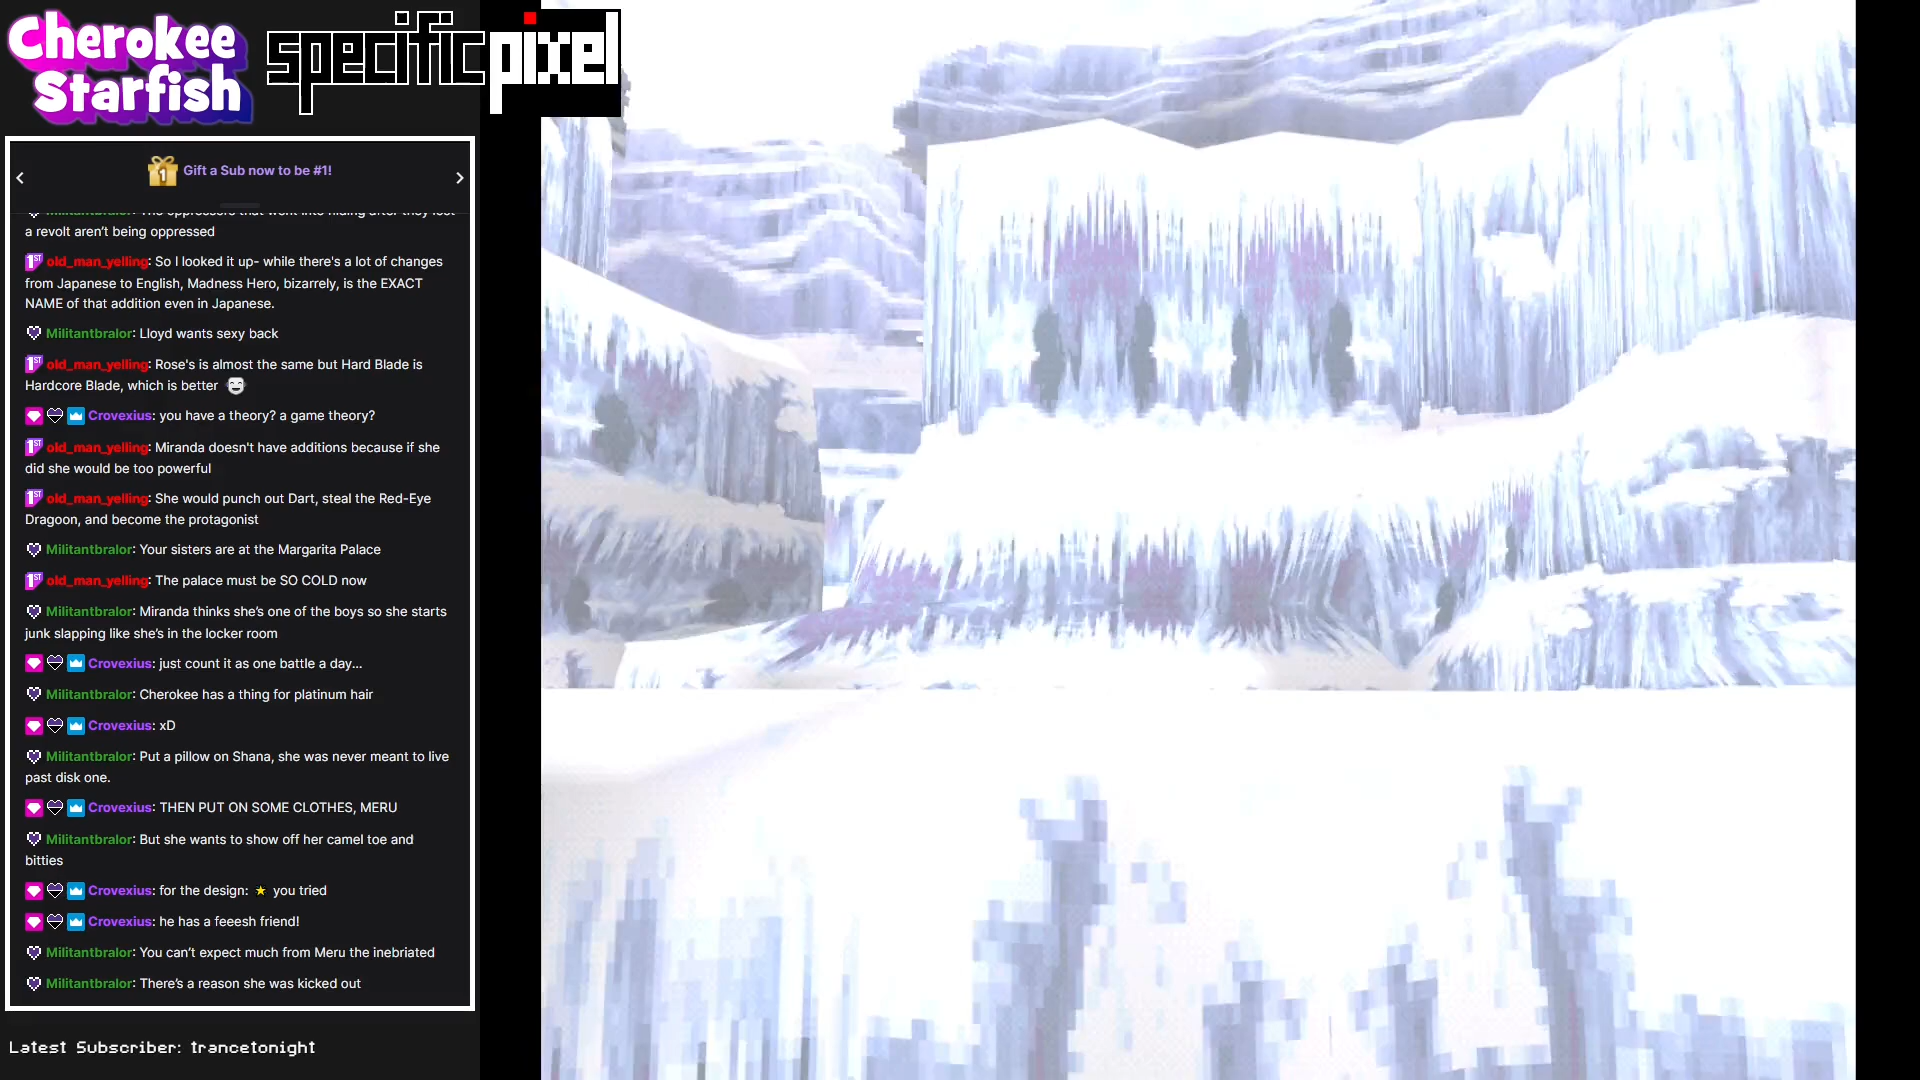 Cherokee
Starfish
specificpixel
Gift a Sub now to be #1!
a revolt aren't being oppressed
old_man_yelling: So I looked it up- while there's a lot of changes
from Japanese to English, Madness Hero, bizarrely, is the EXACT
NAME of that addition even in Japanese.
Militantbralor: Lloyd wants sexy back
old_man_yelling: Rose's is almost the same but Hard Blade is
Hardcore Blade, which is better
Crovexius: you have a theory? a game theory?
old_man_yelling: Miranda doesn't have additions because if she
did she would be too powerful
old_man_yelling: She would punch out Dart, steal the Red-Eye
Dragoon, and become the protagonist
Militantbralor: Your sisters are at the Margarita Palace
old_man_yelling: The palace must be SO COLD now
Militantbralor: Miranda thinks she's one of the boys so she starts
junk slapping like she's in the locker room
Crovexius: just count it as one battle a day...
Militantbralor: Cherokee has a thing for platinum hair
Crovexius: xD
Militantbralor: Put a pillow on Shana, she was never meant to live
past disk one.
Crovexius: THEN PUT ON SOME CLOTHES, MERU
Militantbralor: But she wants to show off her camel toe and
bitties
Crovexius: for the design: ⭐ you tried
Crovexius: he has a feeesh friend!
Militantbralor: You can't expect much from Meru the inebriated
Militantbralor: There's a reason she was kicked out
Latest Subscriber: trancetonight